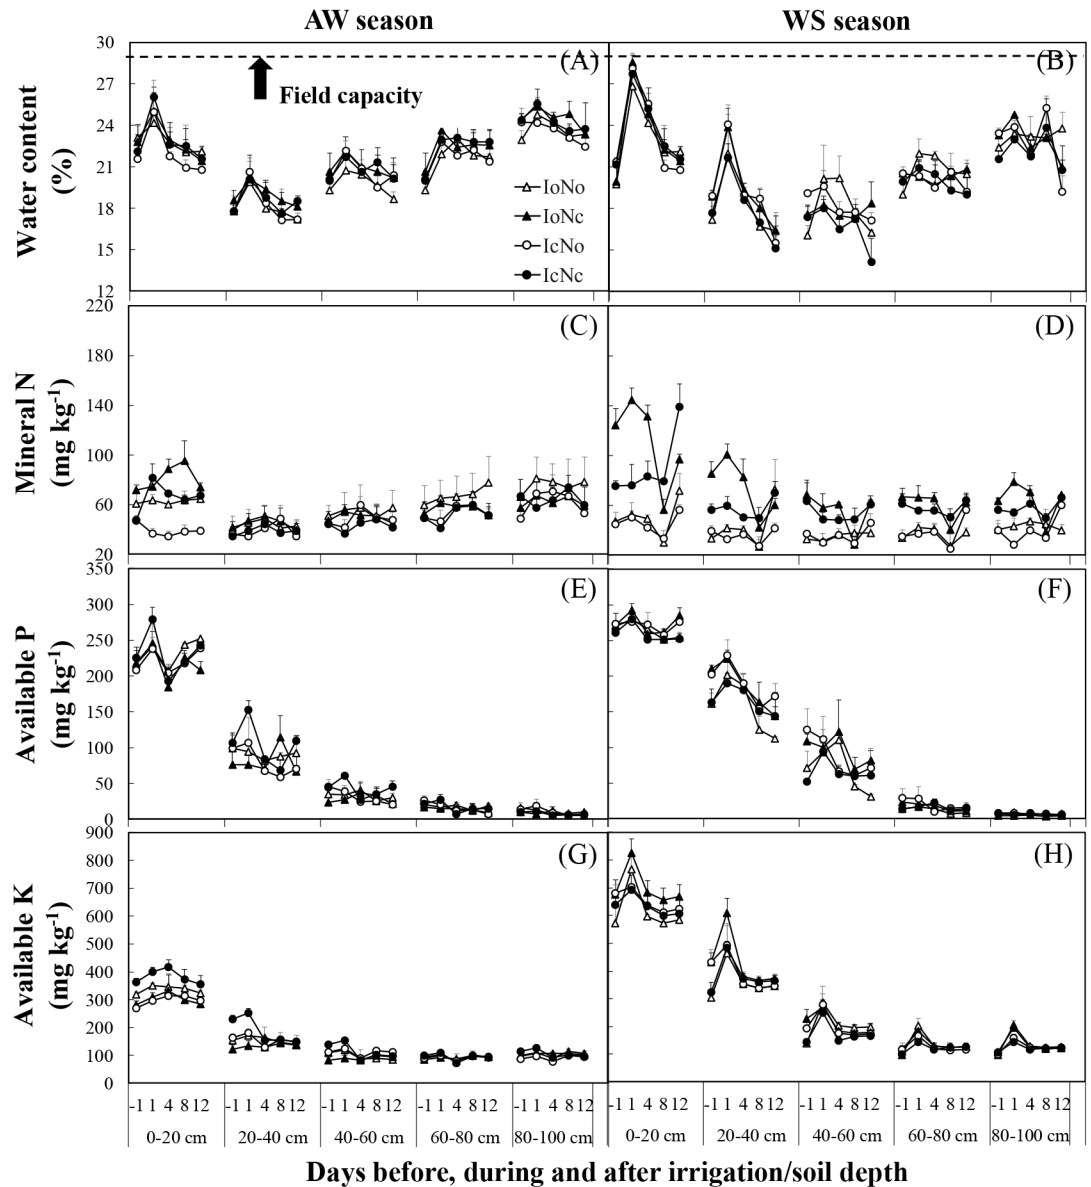 AW season
WS season
Water content
(%)
30
27
24
21
18
15
12
(A)
Field capacity
IoNo
IoNc
IcNo
IcNc
(B)
Mineral N
(mg kg-1)
220
180
140
100
60
20
(C)
(D)
Available P
(mg kg-1)
350
300
250
200
150
100
50
0
(E)
(F)
Available K
(mg kg-1)
900
800
700
600
500
400
300
200
100
0
(G)
(H)
-1 1 4 8 12 -1 1 4 8 12 -1 1 4 8 12 -1 1 4 8 12 -1 1 4 8 12 -1 1 4 8 12 -1 1 4 8 12 -1 1 4 8 12 -1 1 4 8 12 -1 1 4 8 12
0-20 cm 20-40 cm 40-60 cm 60-80 cm 80-100 cm 0-20 cm 20-40 cm 40-60 cm 60-80 cm 80-100 cm
Days before, during and after irrigation/soil depth